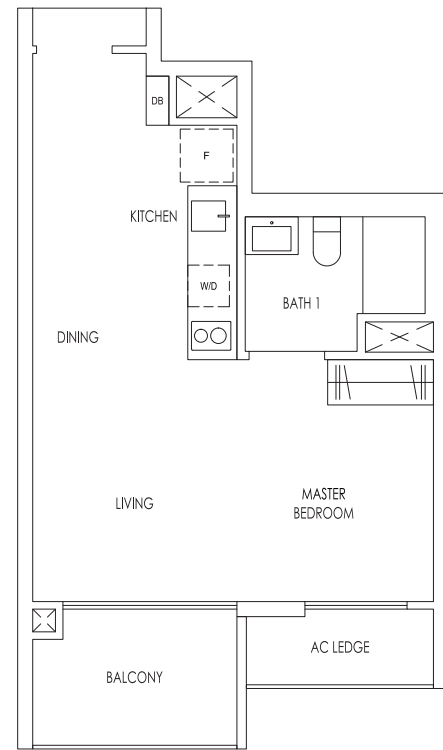 DB
F
KITCHEN
W/D
BATH 1
DINING
LIVING
MASTER
BEDROOM
AC LEDGE
BALCONY